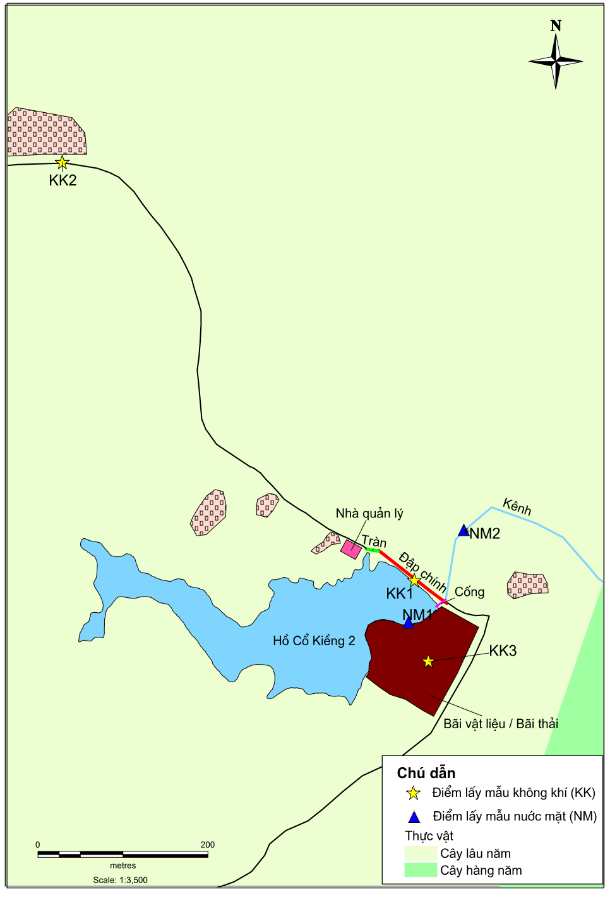 N
KK2
Nhà quản lý
Tràn
Đập chính
Kênh
NM2
KK1
Cống
NM1
Hồ Cổ Kiềng 2
KK3
Bãi vật liệu / Bãi thải
Chú dẫn
Điểm lấy mẫu không khí (KK)
Điểm lấy mẫu nước mặt (NM)
Thực vật
Cây lâu năm
Cây hàng năm
0 200
metres
Scale: 1:3,500